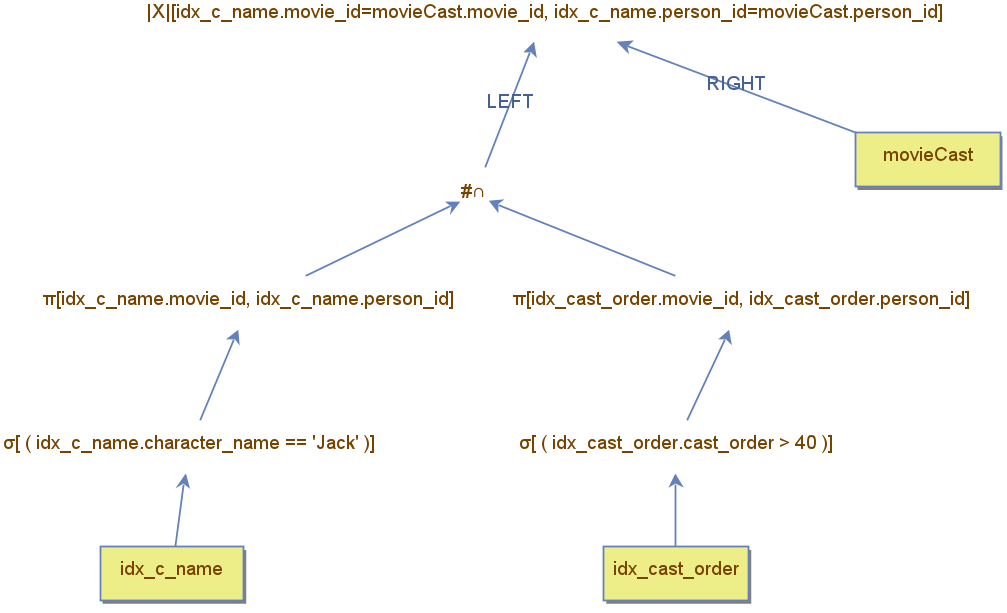 |X|[idx_c_name.movie_id=movieCast.movie_id, idx_c_name.person_id=movieCast.person_id]
RIGHT
LEFT
movieCast
#∩
π[idx_c_name.movie_id, idx_c_name.person_id]
π[idx_cast_order.movie_id, idx_cast_order.person_id]
σ[ ( idx_c_name.character_name == 'Jack' )]
σ[ ( idx_cast_order.cast_order > 40 )]
idx_c_name
idx_cast_order